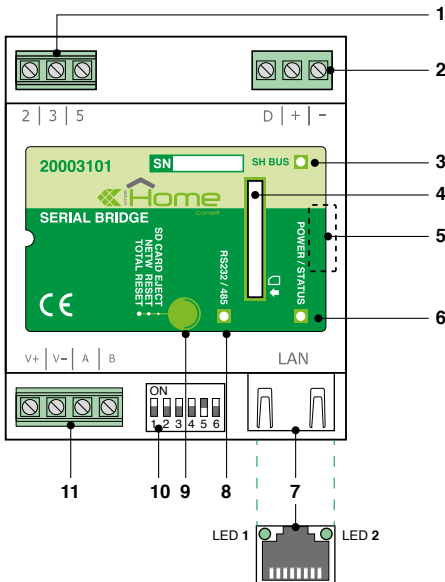 1
2
2 | 3 | 5
D | + | -
20003101
SN
SH BUS
3
4
Home
Comelit
SERIAL BRIDGE
5
SD CARD EJECT
NETW RESET
TOTAL RESET
RS232 / 485
POWER / STATUS
6
CE
V+ | V- | A | B
LAN
ON
1 2 3 4 5 6
11
10
9
8
7
LED 1
LED 2